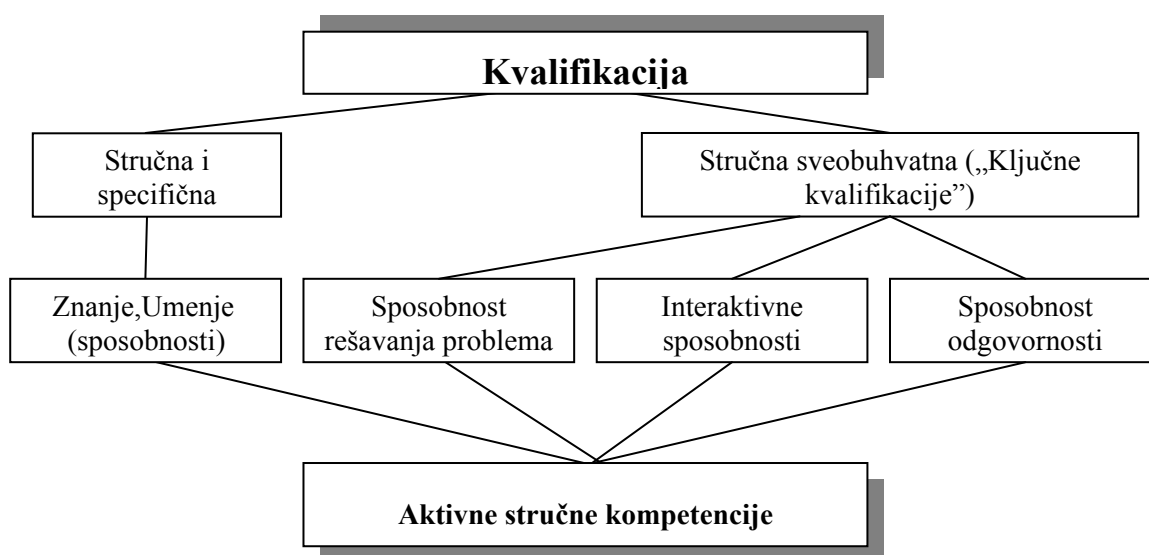 Kvalifikacija
Stručna i
specifična
Stručna sveobuhvatna („Ključne
kvalifikacije”)
Znanje,Umenje
(sposobnosti)
Sposobnost
rešavanja problema
Interaktivne
sposobnosti
Sposobnost
odgovornosti
Aktivne stručne kompetencije